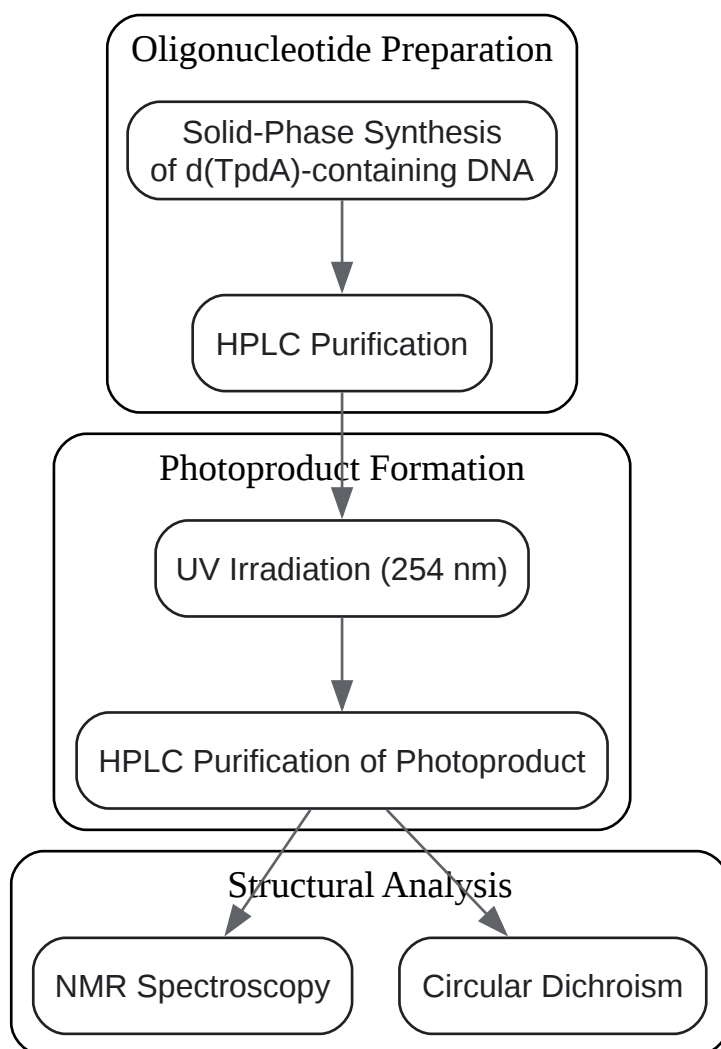 Oligonucleotide Preparation
Solid-Phase Synthesis
of d(TpdA)-containing DNA
HPLC Purification
Photoproduct Formation
UV Irradiation (254 nm)
HPLC Purification of Photoproduct
Structural Analysis
NMR Spectroscopy
Circular Dichroism